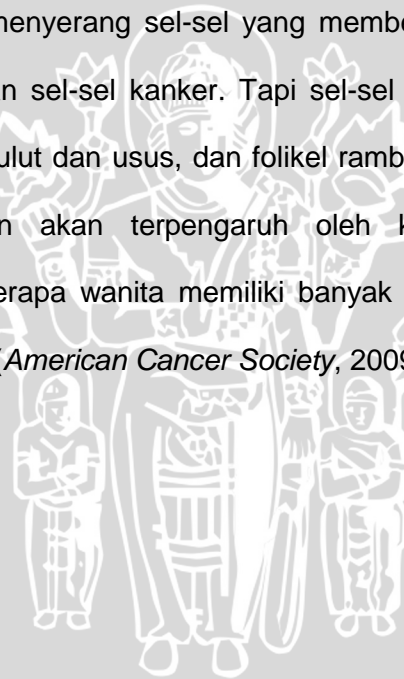 menyerang sel-sel yang membe
n sel-sel kanker. Tapi sel-sel
ulut dan usus, dan folikel ramb
n akan terpengaruh oleh k
erapa wanita memiliki banyak
(American Cancer Society, 2009